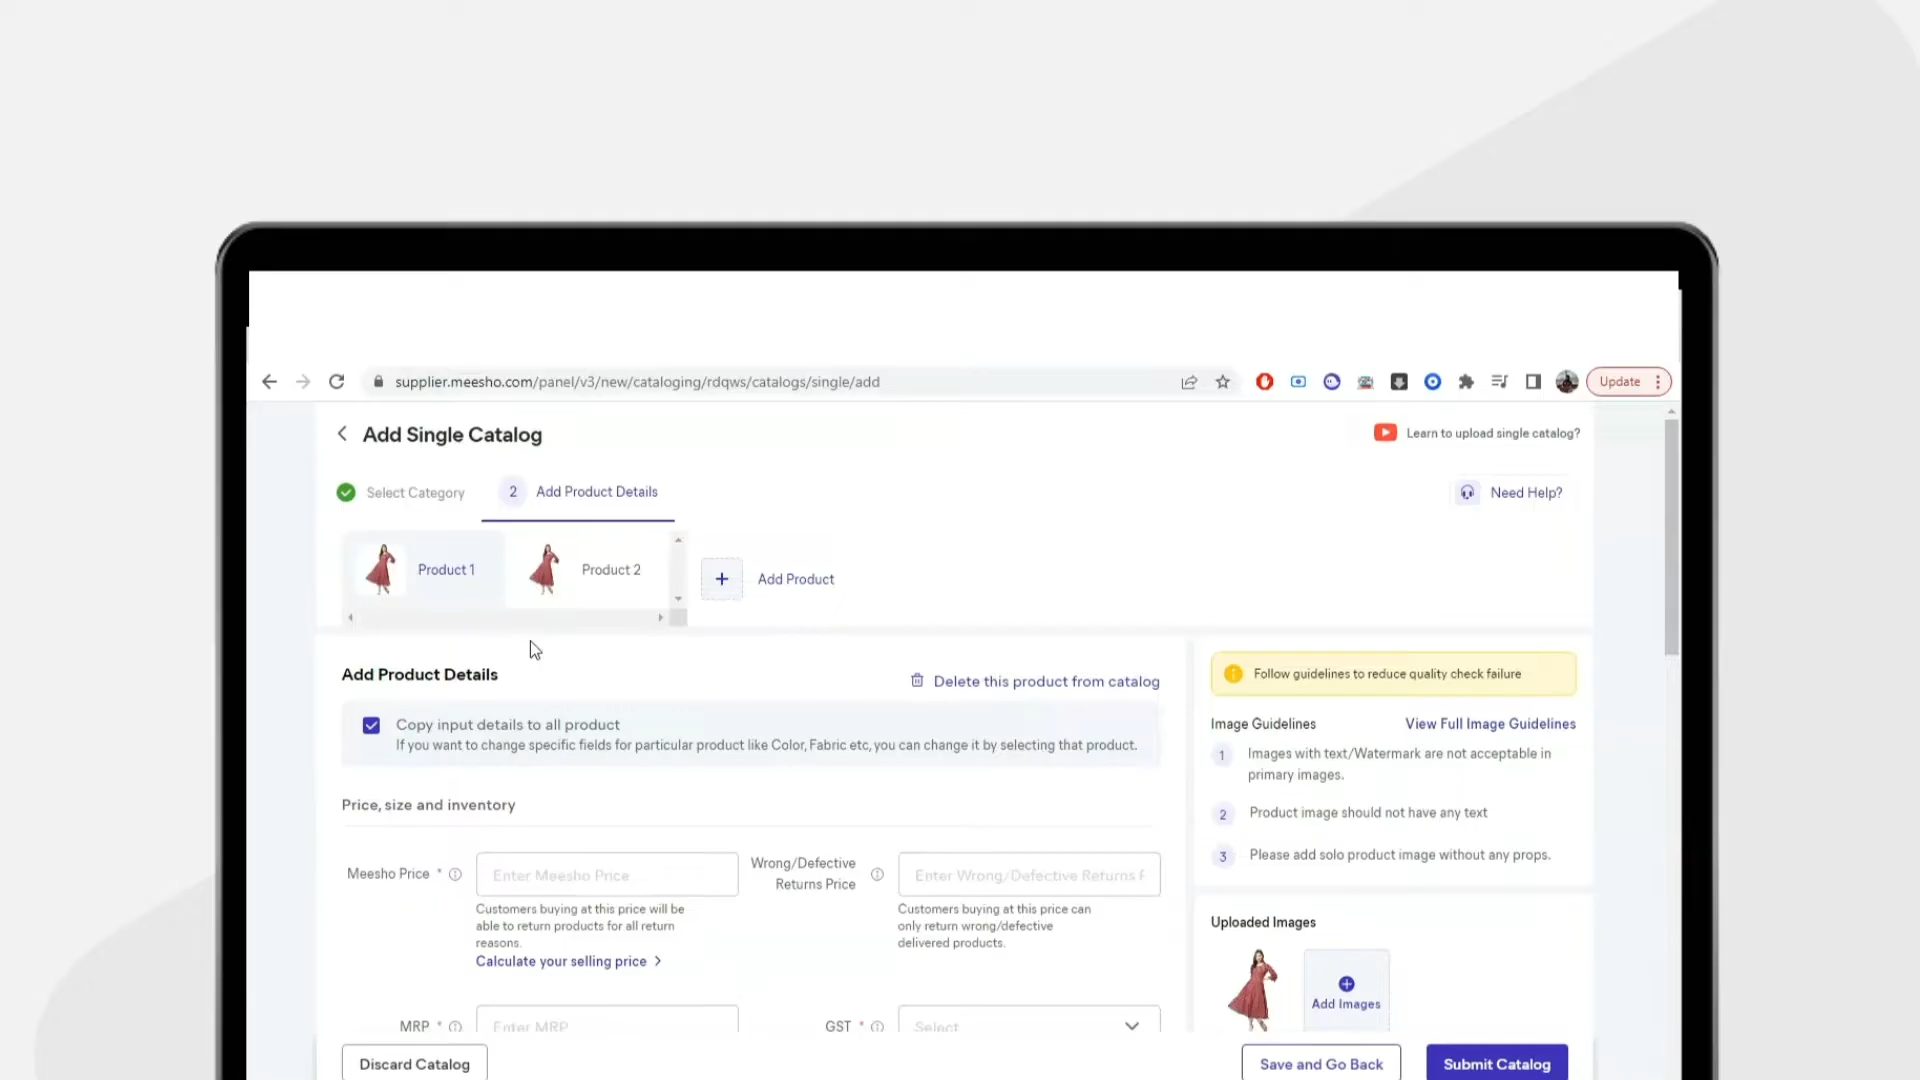 supplier.meesho.com/panel/v3/new/cataloging/rdqws/catalogs/single/add
Update
Add Single Catalog
Learn to upload single catalog?
Select Category
2
Add Product Details
Need Help?
Product 1
Product 2
+
Add Product
Add Product Details
Delete this product from catalog
Follow guidelines to reduce quality check failure
Copy input details to all product
If you want to change specific fields for particular product like Color, Fabric etc, you can change it by selecting that product.
Image Guidelines
View Full Image Guidelines
1
Images with text/Watermark are not acceptable in
primary images.
2
Product image should not have any text
3
Please add solo product image without any props.
Price, size and inventory
Meesho Price *
Enter Meesho Price
Customers buying at this price will be
able to return products for all return
reasons.
Calculate your selling price >
Wrong/Defective
Returns Price
Enter Wrong/Defective Returns P
Customers buying at this price can
only return wrong/defective
delivered products.
Uploaded Images
Add Images
MRP *
Enter MRP
GST *
Select
Discard Catalog
Save and Go Back
Submit Catalog